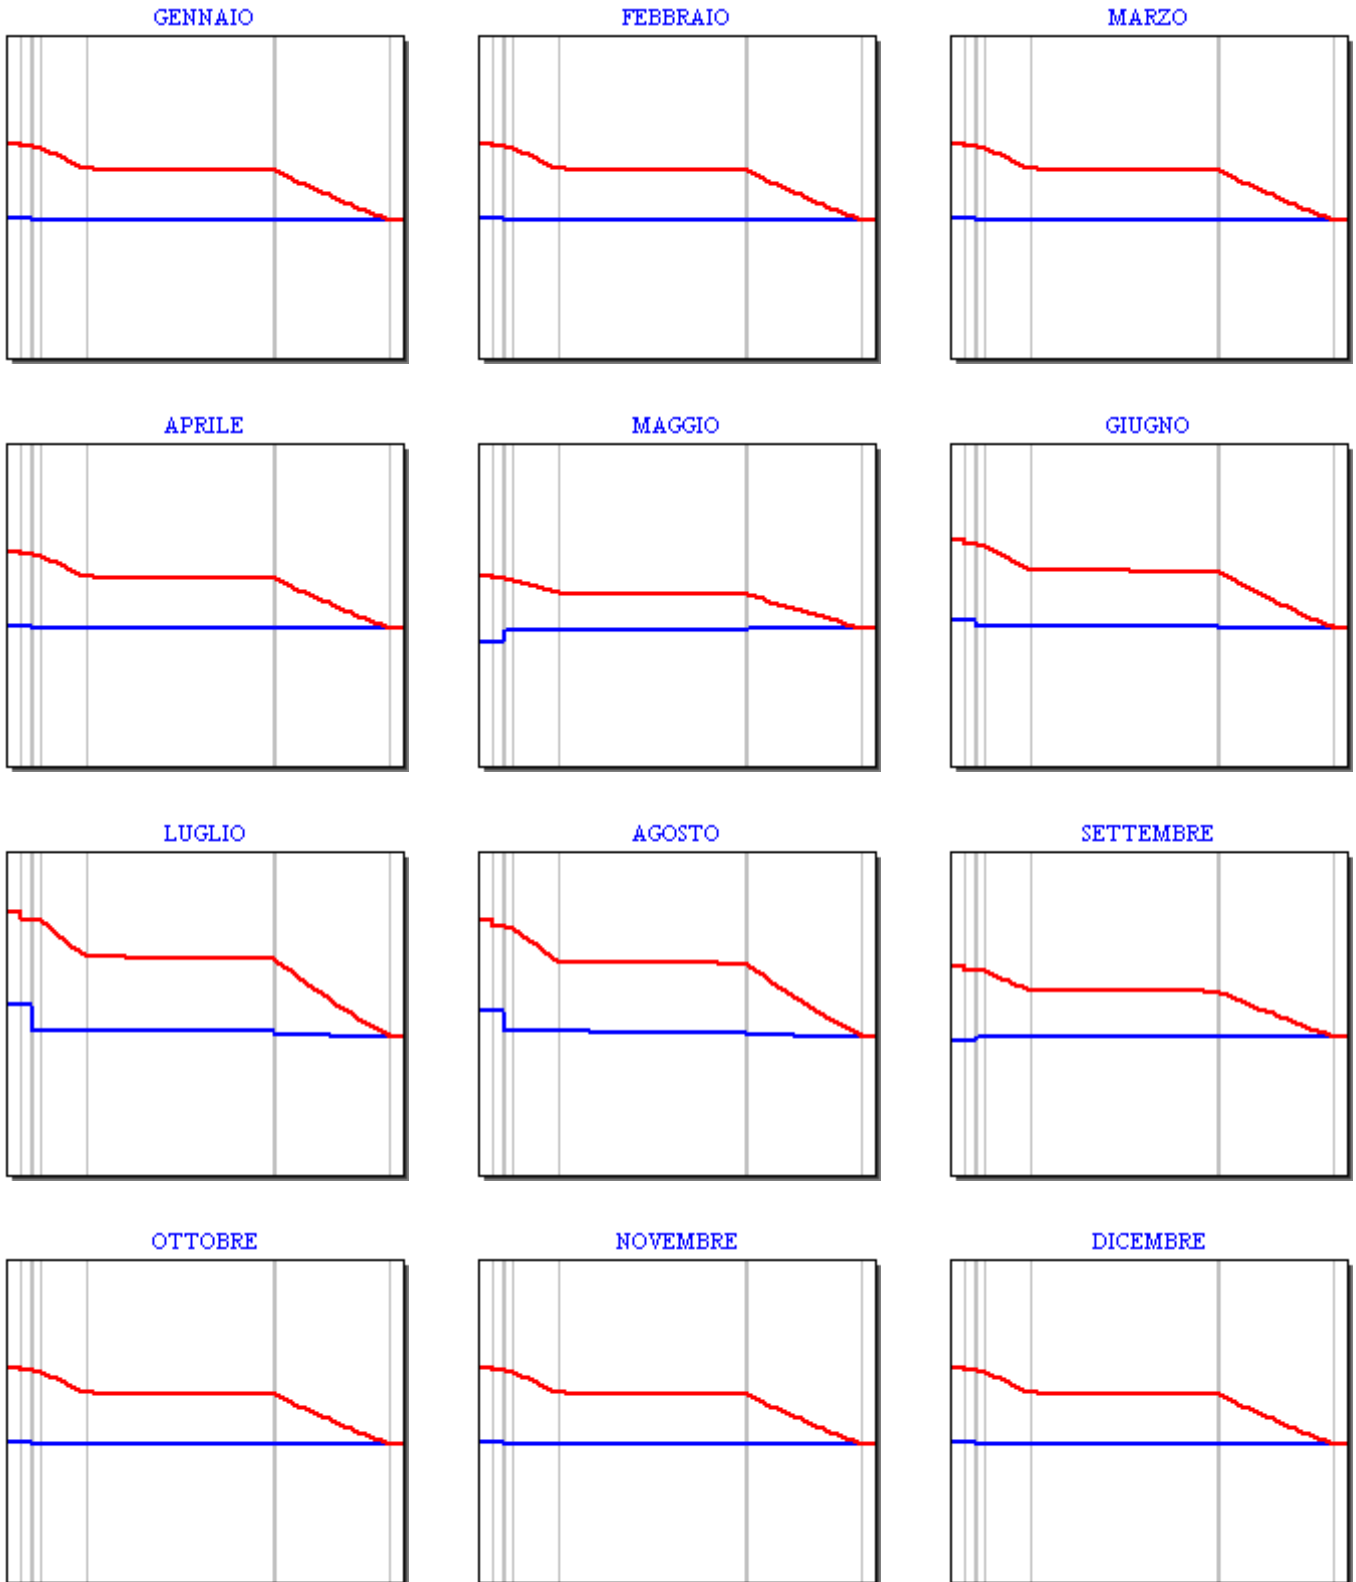 GENNAIO
FEBBRAIO
MARZO
APRILE
MAGGIO
GIUGNO
LUGLIO
AGOSTO
SETTEMBRE
OTTOBRE
NOVEMBRE
DICEMBRE